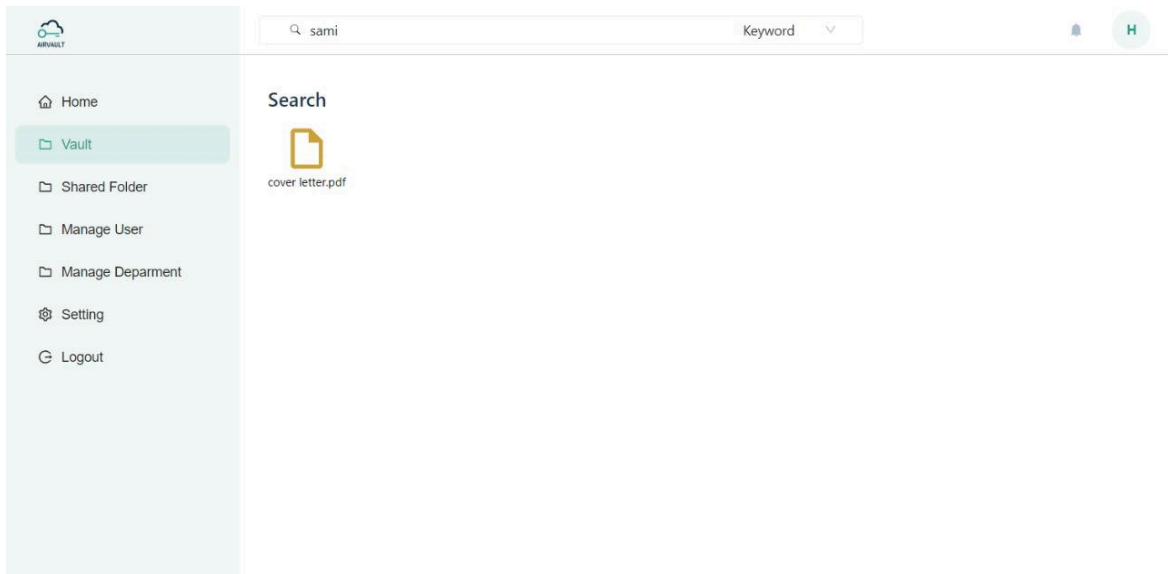 AIRVAULT
sami
Keyword
H
Home
Vault
Shared Folder
Manage User
Manage Deparment
Setting
Logout
Search
cover letter.pdf